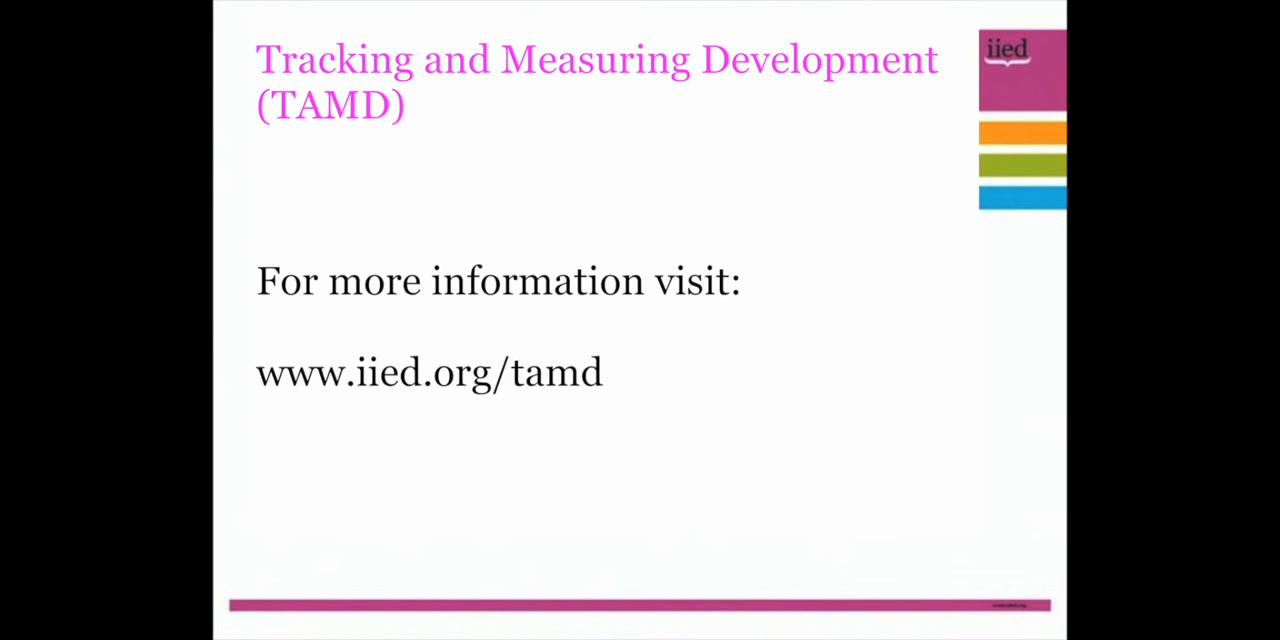 Tracking and Measuring Development
(TAMD)
iied
For more information visit:
www.iied.org/tamd